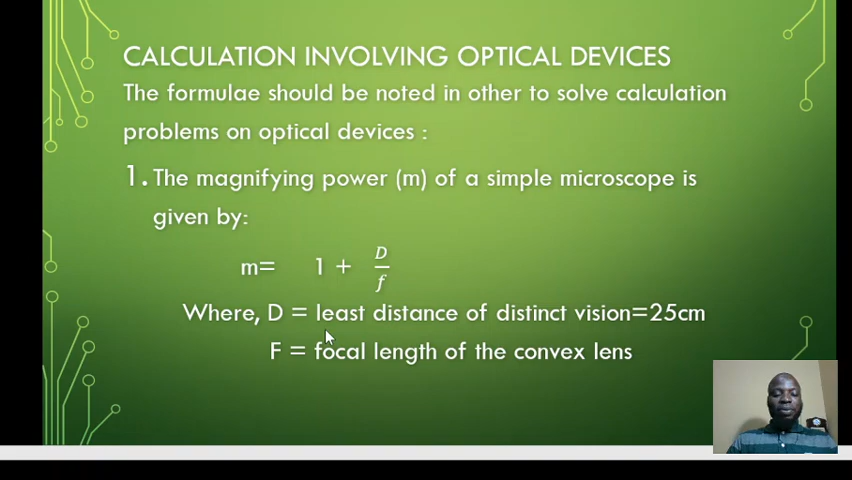 CALCULATION INVOLVING OPTICAL DEVICES
The formulae should be noted in other to solve calculation
problems on optical devices :
1. The magnifying power (m) of a simple microscope is
given by:
m= 1 + D/f
Where, D = least distance of distinct vision=25cm
F = focal length of the convex lens